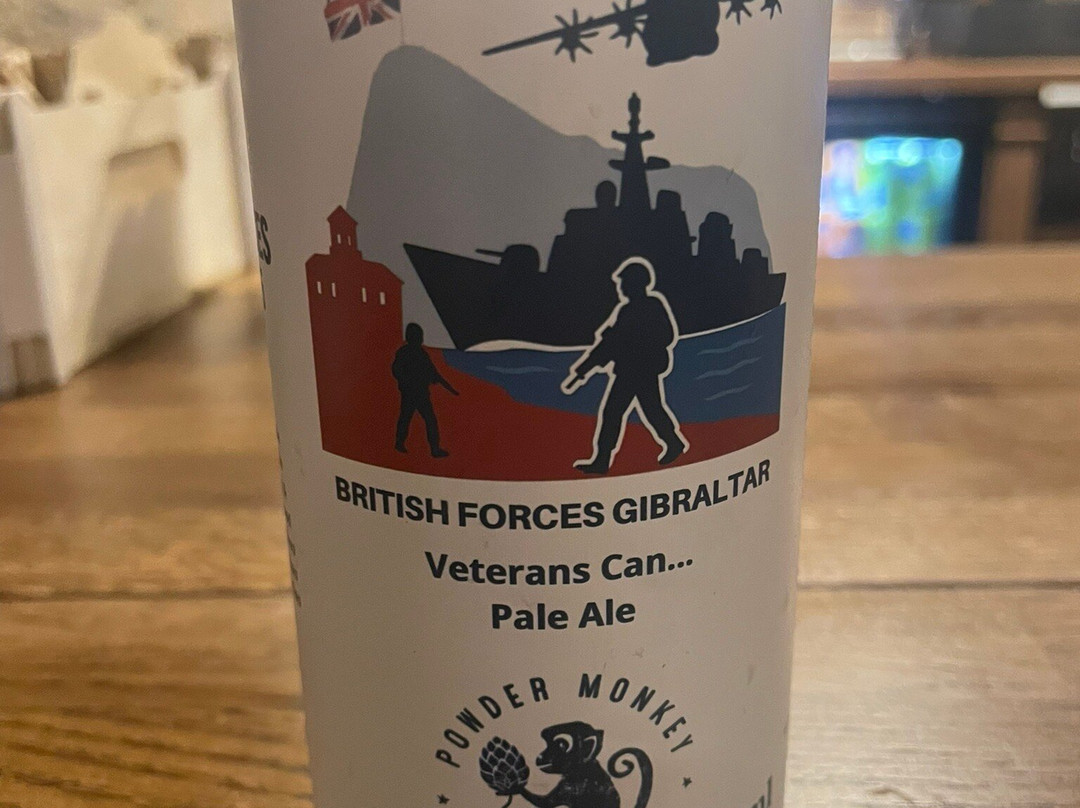 BRITISH FORCES GIBRALTAR
Veterans Can...
Pale Ale
POWDER MONKEY